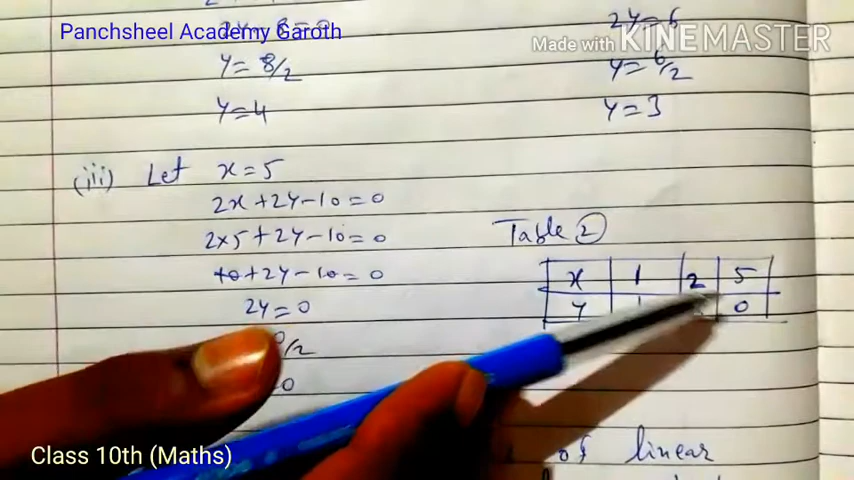 Panchsheel Academy Garoth
Made with KINEMASTER
y = 8/2
y = 4
2y = 6
y = 6/2
y = 3
(iii) Let x = 5
2x + 2y - 10 = 0
2x5 + 2y - 10 = 0
10 + 2y - 10 = 0
2y = 0
/2
0
Table 2
x 1 2 5
y 0
of linear
Class 10th (Maths)